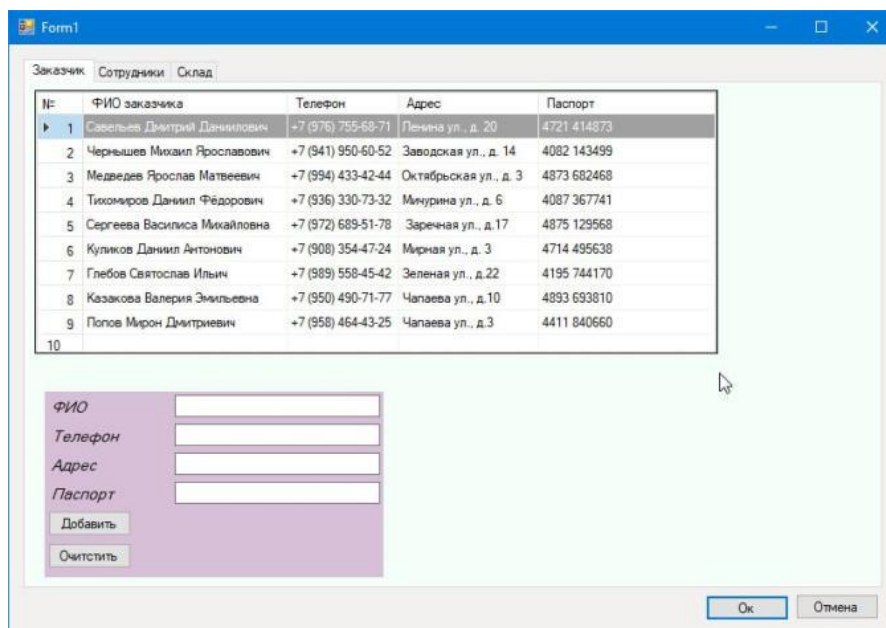 Form1
Заказчик Сотрудники Склад
№ ФИО заказчика Телефон Адрес Паспорт
1 Савельев Дмитрий Даниилович +7 (976) 755-68-71 Ленина ул., д. 20 4721 414873
2 Чернышев Михаил Ярославович +7 (941) 950-60-52 Заводская ул., д. 14 4082 143499
3 Медведев Ярослав Матвеевич +7 (994) 433-42-44 Октябрьская ул., д. 3 4873 682468
4 Тихомиров Даниил Фёдорович +7 (936) 330-73-32 Мичурина ул., д. 6 4087 367741
5 Сергеева Василиса Михайловна +7 (972) 689-51-78 Заречная ул., д.17 4875 129568
6 Куликов Даниил Антонович +7 (908) 354-47-24 Мирная ул., д. 3 4714 495638
7 Глебов Святослав Ильич +7 (989) 558-45-42 Зеленая ул., д.22 4195 744170
8 Казакова Валерия Эмильевна +7 (950) 490-71-77 Чапаева ул., д.10 4893 693810
9 Попов Мирон Дмитриевич +7 (958) 464-43-25 Чапаева ул., д.3 4411 840660
10
ФИО
Телефон
Адрес
Паспорт
Добавить
Очитстить
Ок Отмена